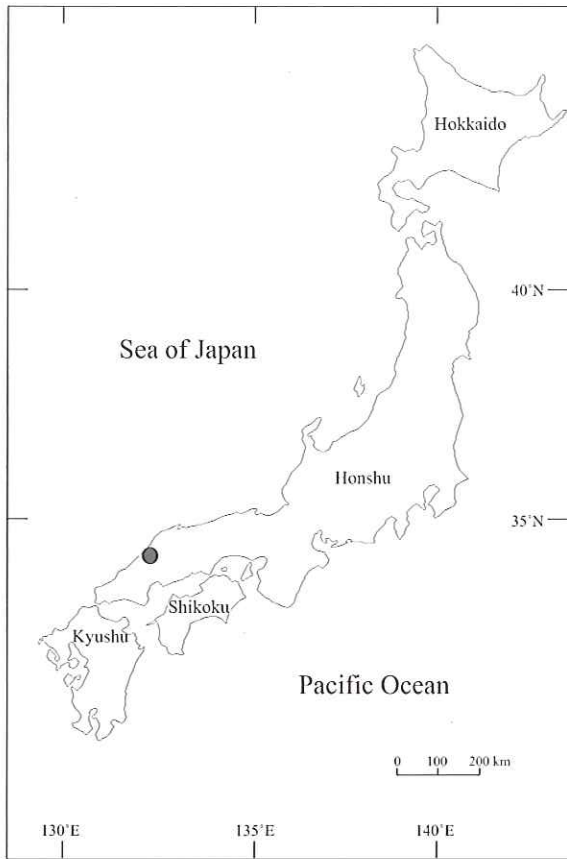 Hokkaido
40°N
Sea of Japan
Honshu
35°N
Shikoku
Kyushu
Pacific Ocean
0 100 200 km
130°E 135°E 140°E